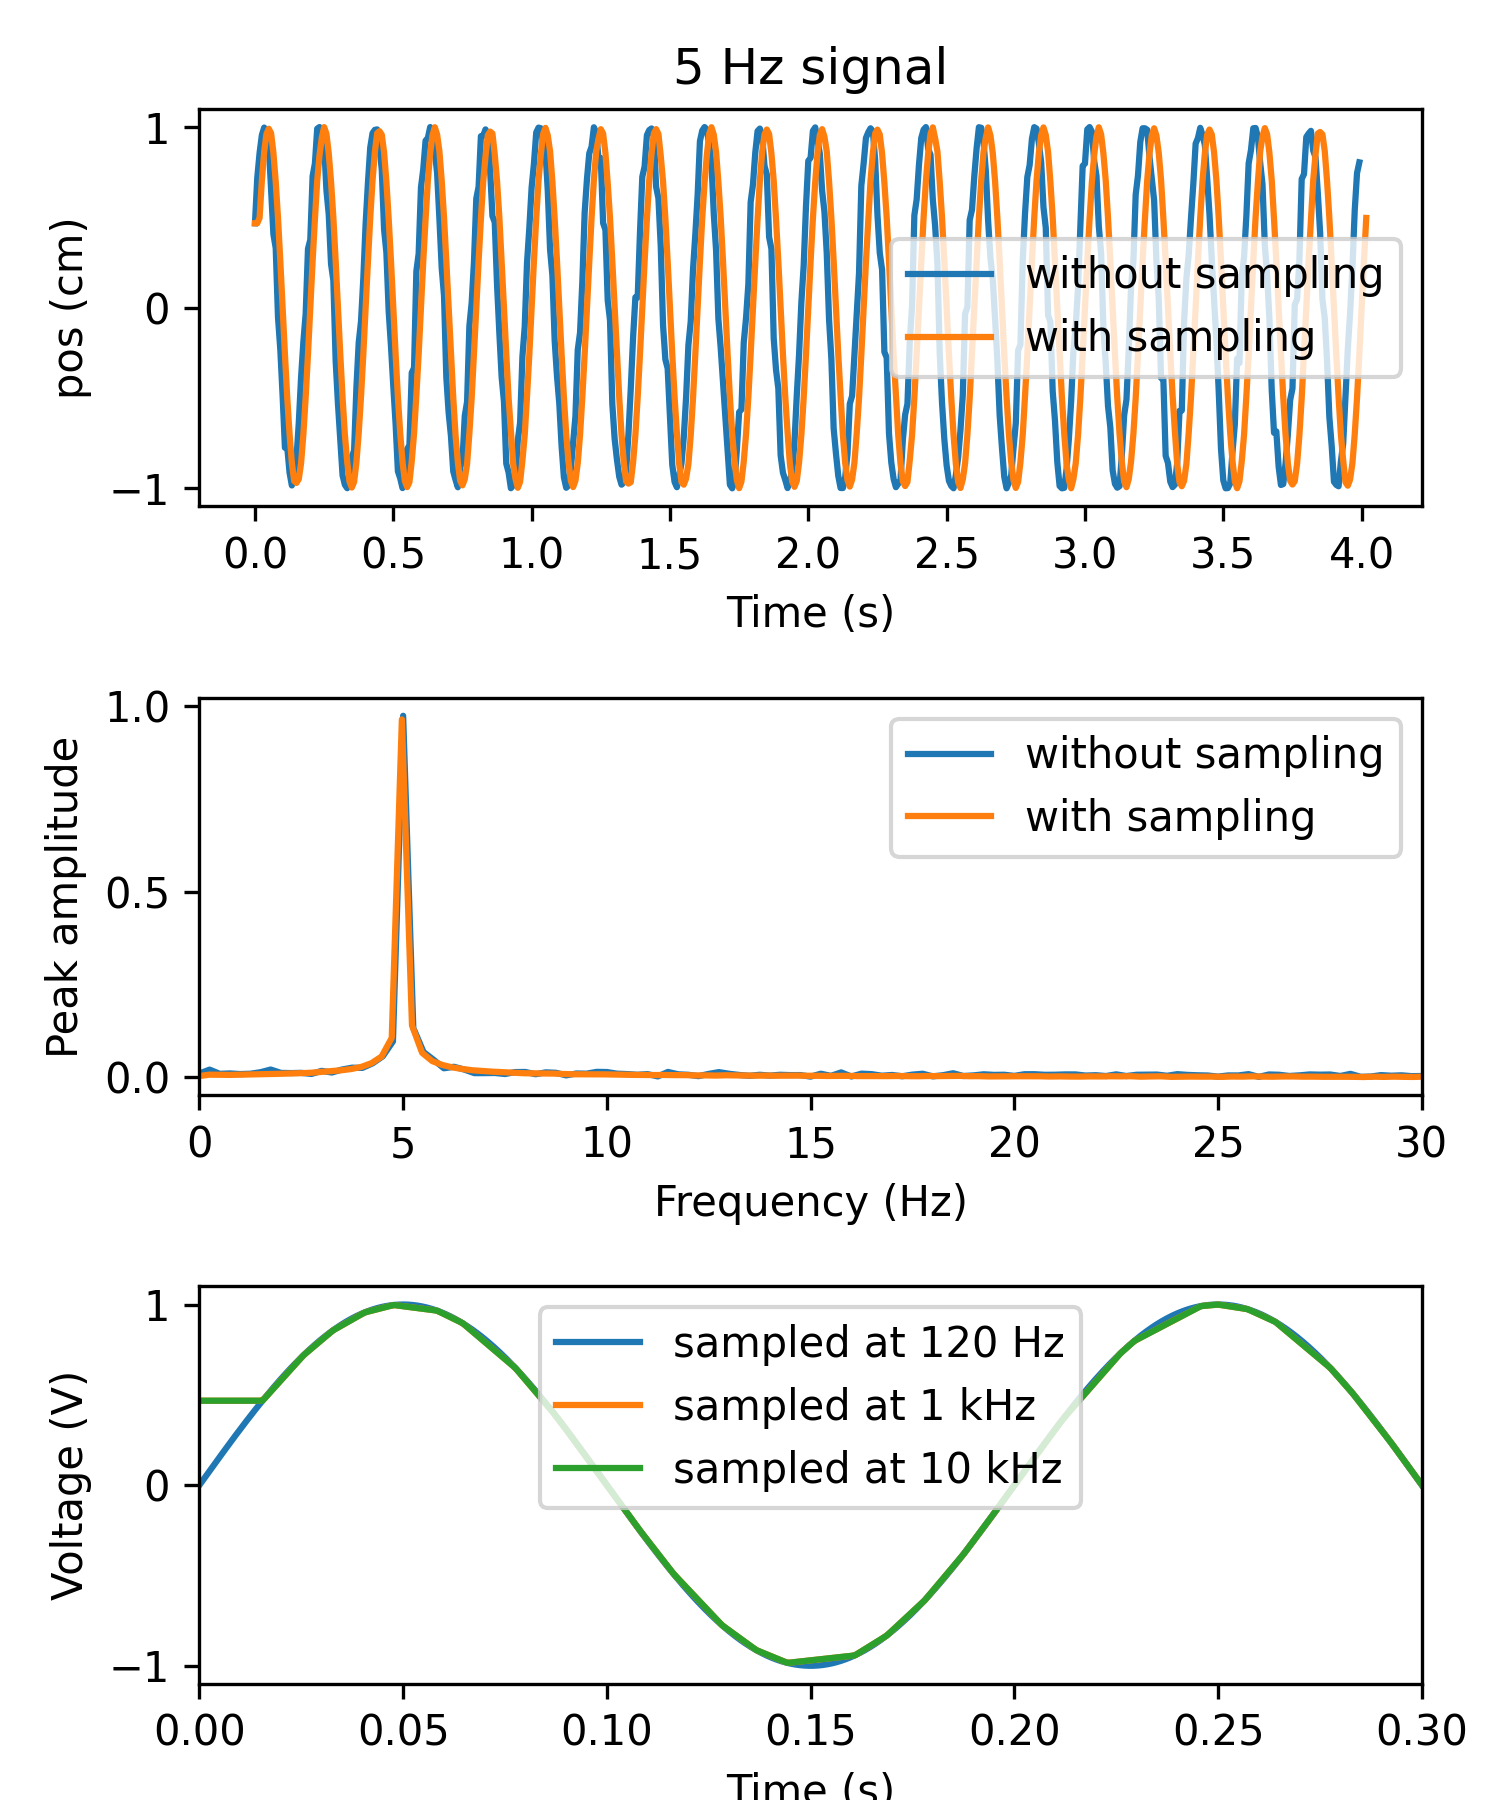 5 Hz signal
1
0
−1
pos (cm)
without sampling
with sampling
0.0 0.5 1.0 1.5 2.0 2.5 3.0 3.5 4.0
Time (s)
1.0
0.5
0.0
Peak amplitude
without sampling
with sampling
0 5 10 15 20 25 30
Frequency (Hz)
1
0
−1
Voltage (V)
sampled at 120 Hz
sampled at 1 kHz
sampled at 10 kHz
0.00 0.05 0.10 0.15 0.20 0.25 0.30
Time (s)